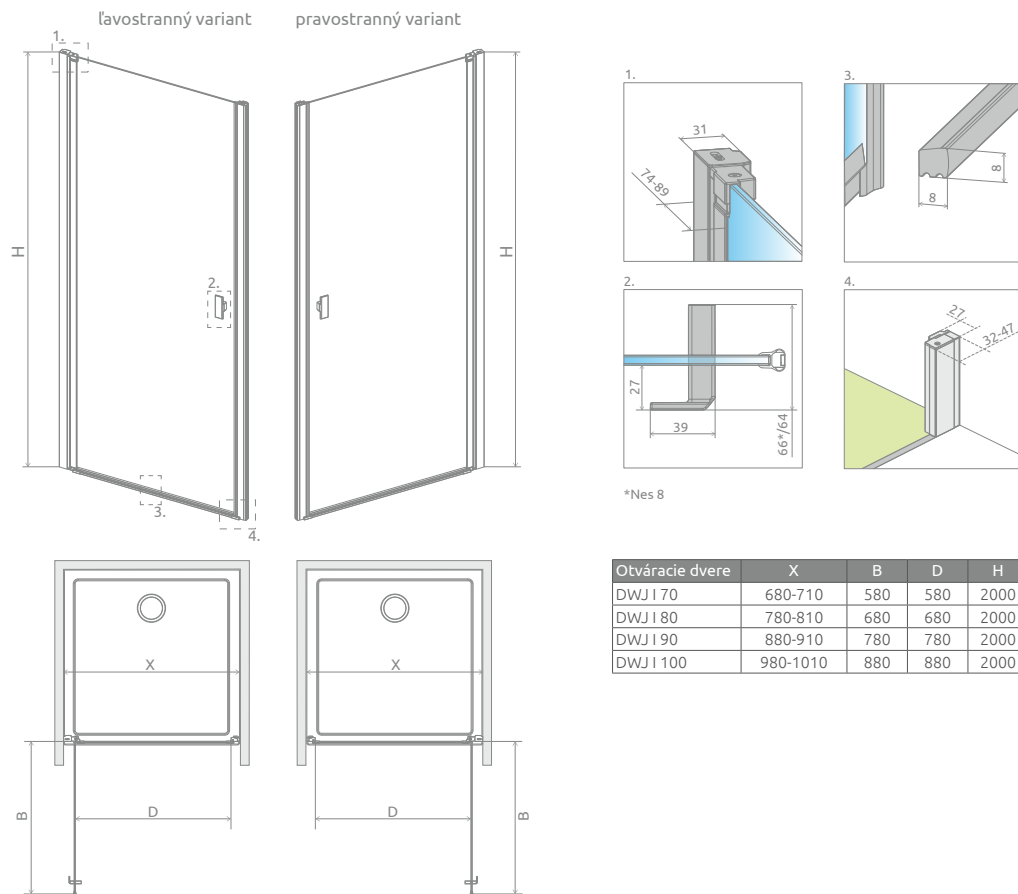 ľavostranný variant
pravostranný variant
1.
H
2.
3.
4.
H
1.
31
74-89
3.
8
8
2.
27
39
66*/64
4.
27
32-47
*Nes 8
X
D
B
X
D
B
Otváracie dvere X B D H
DWJ I 70 680-710 580 580 2000
DWJ I 80 780-810 680 680 2000
DWJ I 90 880-910 780 780 2000
DWJ I 100 980-1010 880 880 2000